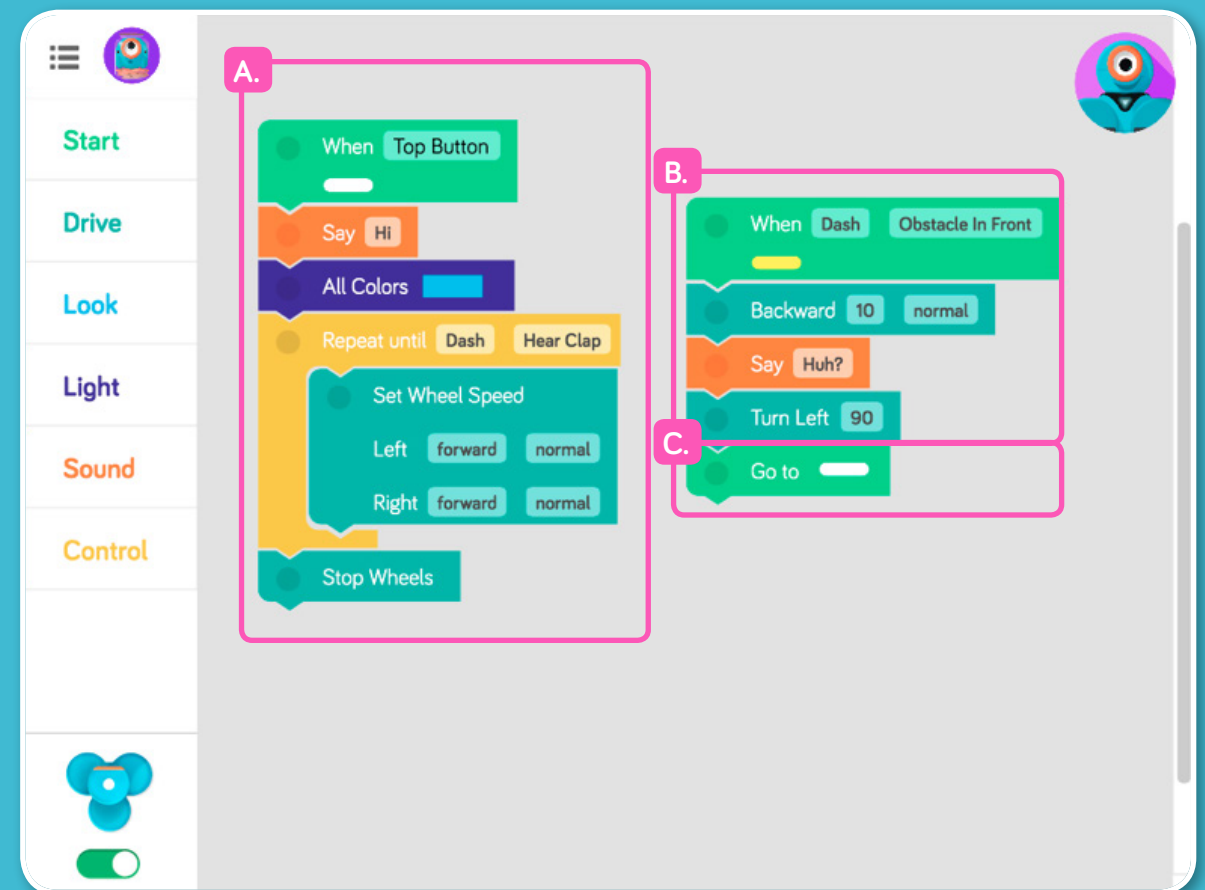 Start
Drive
Look
Light
Sound
Control
A.
When Top Button
Say Hi
All Colors
Repeat until Dash Hear Clap
Set Wheel Speed
Left forward normal
Right forward normal
Stop Wheels
B.
When Dash Obstacle In Front
Backward 10 normal
Say Huh?
Turn Left 90
C.
Go to